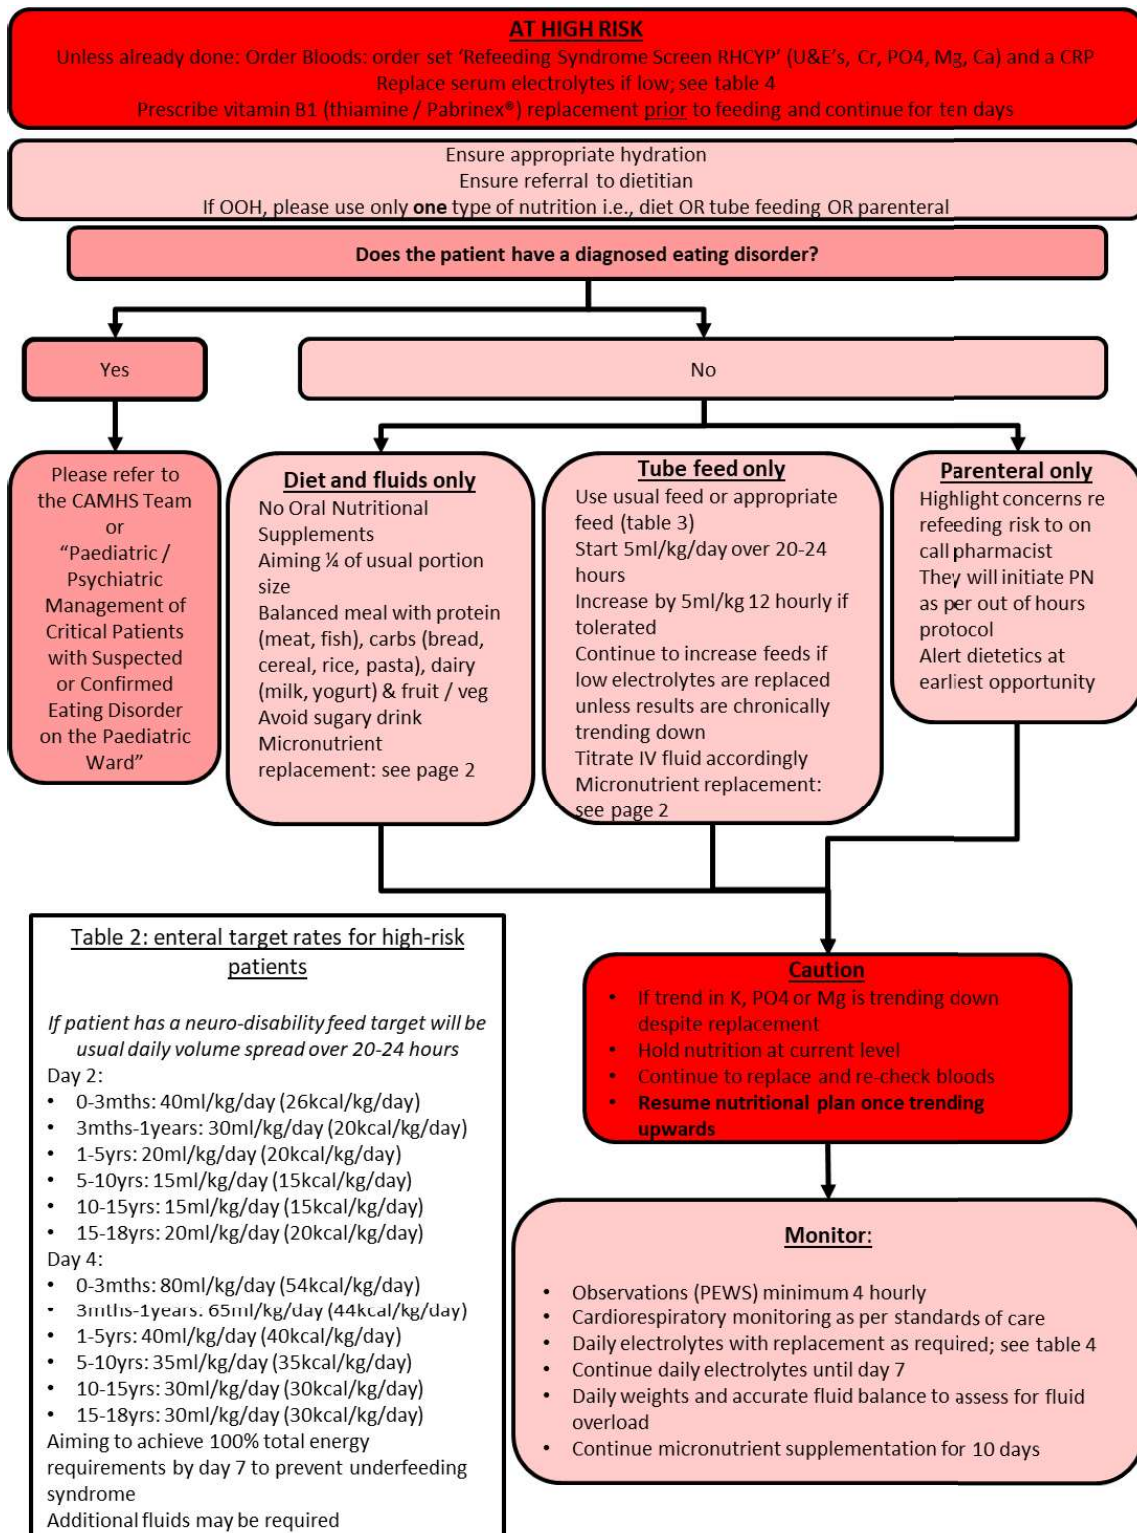 AT HIGH RISK
Unless already done: Order Bloods: order set ‘Refeeding Syndrome Screen RHCYP’ (U&E’s, Cr, PO4, Mg, Ca) and a CRP
Replace serum electrolytes if low; see table 4
Prescribe vitamin B1 (thiamine / Pabrinex®) replacement prior to feeding and continue for ten days
Ensure appropriate hydration
Ensure referral to dietitian
If OOH, please use only one type of nutrition i.e., diet OR tube feeding OR parenteral
Does the patient have a diagnosed eating disorder?
Yes
No
Please refer to
the CAMHS Team
or
“Paediatric /
Psychiatric
Management of
Critical Patients
with Suspected
or Confirmed
Eating Disorder
on the Paediatric
Ward”
Diet and fluids only
No Oral Nutritional
Supplements
Aiming ¼ of usual portion
size
Balanced meal with protein
(meat, fish), carbs (bread,
cereal, rice, pasta), dairy
(milk, yogurt) & fruit / veg
Avoid sugary drink
Micronutrient
replacement: see page 2
Tube feed only
Use usual feed or appropriate
feed (table 3)
Start 5ml/kg/day over 20-24
hours
Increase by 5ml/kg 12 hourly if
tolerated
Continue to increase feeds if
low electrolytes are replaced
unless results are chronically
trending down
Titrate IV fluid accordingly
Micronutrient replacement:
see page 2
Parenteral only
Highlight concerns re
refeeding risk to on
call pharmacist
They will initiate PN
as per out of hours
protocol
Alert dietetics at
earliest opportunity
Table 2: enteral target rates for high-risk
patients
If patient has a neuro-disability feed target will be
usual daily volume spread over 20-24 hours
Day 2:
• 0-3mths: 40ml/kg/day (26kcal/kg/day)
• 3mths-1years: 30ml/kg/day (20kcal/kg/day)
• 1-5yrs: 20ml/kg/day (20kcal/kg/day)
• 5-10yrs: 15ml/kg/day (15kcal/kg/day)
• 10-15yrs: 15ml/kg/day (15kcal/kg/day)
• 15-18yrs: 20ml/kg/day (20kcal/kg/day)
Day 4:
• 0-3mths: 80ml/kg/day (54kcal/kg/day)
• 3mths-1years: 65ml/kg/day (44kcal/kg/day)
• 1-5yrs: 40ml/kg/day (40kcal/kg/day)
• 5-10yrs: 35ml/kg/day (35kcal/kg/day)
• 10-15yrs: 30ml/kg/day (30kcal/kg/day)
• 15-18yrs: 30ml/kg/day (30kcal/kg/day)
Aiming to achieve 100% total energy
requirements by day 7 to prevent underfeeding
syndrome
Additional fluids may be required
Caution
• If trend in K, PO4 or Mg is trending down
despite replacement
• Hold nutrition at current level
• Continue to replace and re-check bloods
• Resume nutritional plan once trending
upwards
Monitor:
• Observations (PEWS) minimum 4 hourly
• Cardiorespiratory monitoring as per standards of care
• Daily electrolytes with replacement as required; see table 4
• Continue daily electrolytes until day 7
• Daily weights and accurate fluid balance to assess for fluid
overload
• Continue micronutrient supplementation for 10 days